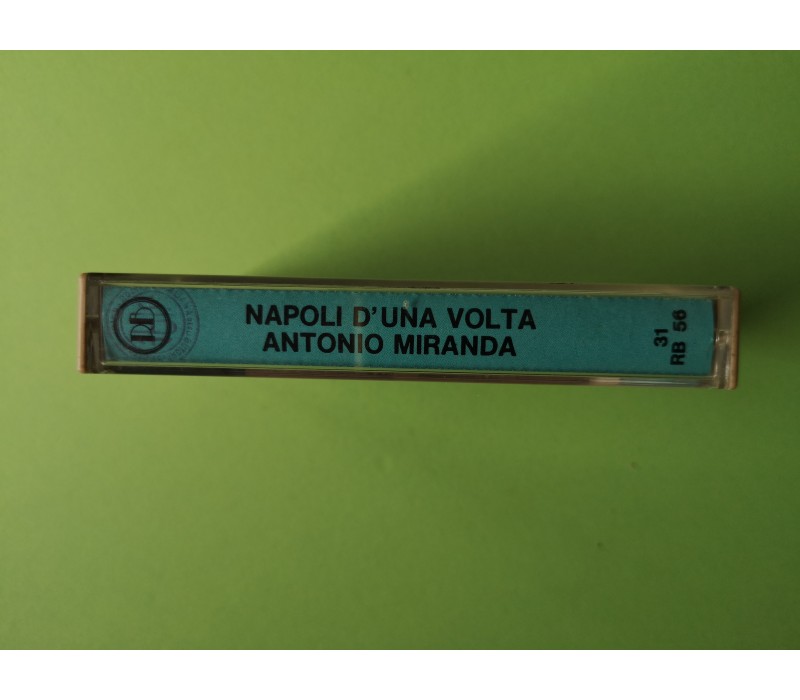 NAPOLI D'UNA VOLTA
ANTONIO MIRANDA
31
RB 56